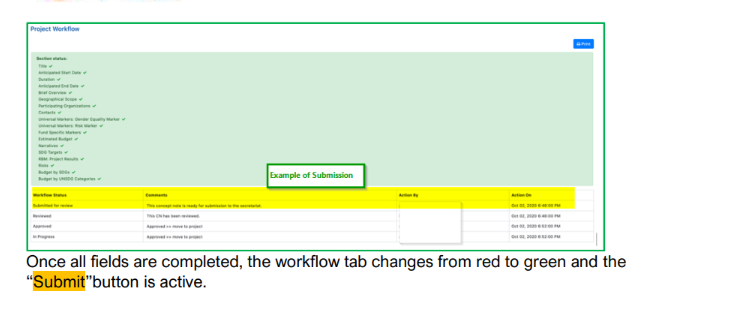 Project Workflow
Print
Section status:
Title ✓
Anticipated Start Date ✓
Duration ✓
Anticipated End Date ✓
Brief Overview ✓
Geographical Scope ✓
Participating Organizations ✓
Contacts ✓
Universal Markers: Gender Equality Marker ✓
Universal Markers: Risk Marker ✓
Fund Specific Markers ✓
Estimated Budget ✓
Narratives ✓
SDG Targets ✓
RBM: Project Results ✓
Risks ✓
Budget by SDGs ✓
Budget by UNSDG Categories ✓
Example of Submission
Workflow Status Comments Action By Action On
Submitted for review This concept note is ready for submission to the secretariat. Oct 02, 2020 8:48:00 PM
Reviewed This CN has been reviewed. Oct 02, 2020 8:48:00 PM
Approved Approved >> move to project Oct 02, 2020 8:52:00 PM
In Progress Approved >> move to project Oct 02, 2020 8:52:00 PM
Once all fields are completed, the workflow tab changes from red to green and the
“Submit”button is active.